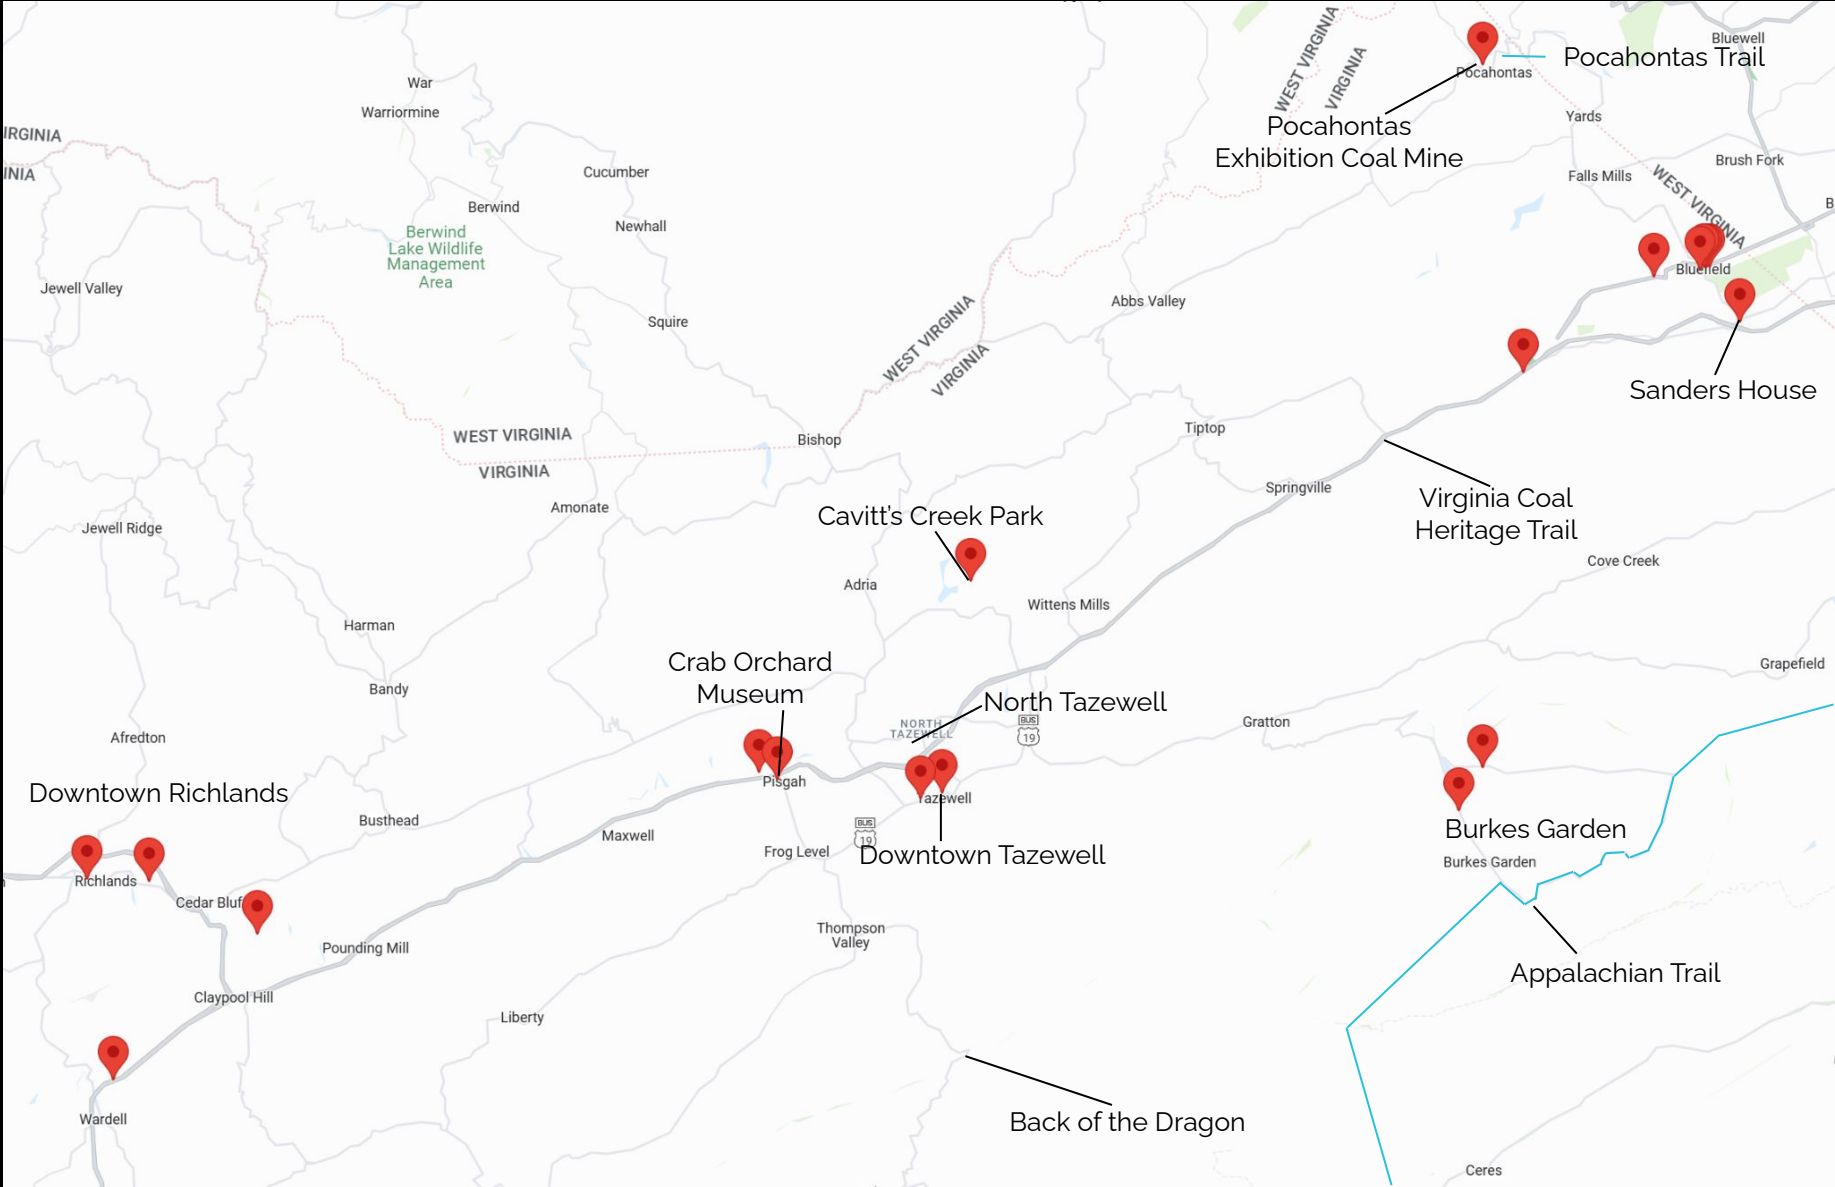 Bluewell
Pocahontas Trail
Pocahontas
WEST VIRGINIA
VIRGINIA
War
Warriormine
Pocahontas
Exhibition Coal Mine
Yards
IRGINIA
INIA
Brush Fork
Falls Mills
WEST VIRGINIA
Cucumber
Berwind
Newhall
B
Berwind
Lake Wildlife
Management
Area
Bluefield
Jewell Valley
Abbs Valley
Squire
WEST VIRGINIA
VIRGINIA
Sanders House
Tiptop
WEST VIRGINIA
VIRGINIA
Bishop
Springville
Virginia Coal
Heritage Trail
Amonate
Cavitt's Creek Park
Jewell Ridge
Cove Creek
Adria
Wittens Mills
Harman
Crab Orchard
Museum
Grapefield
Bandy
North Tazewell
NORTH
TAZEWELL
BUS
19
Gratton
Afredton
Pisgah
Downtown Richlands
Tazewell
Busthead
Maxwell
BUS
19
Burkes Garden
Frog Level
Downtown Tazewell
Burkes Garden
Richlands
Cedar Bluf
Thompson
Valley
Pounding Mill
Appalachian Trail
Claypool Hill
Liberty
Wardell
Back of the Dragon
Ceres